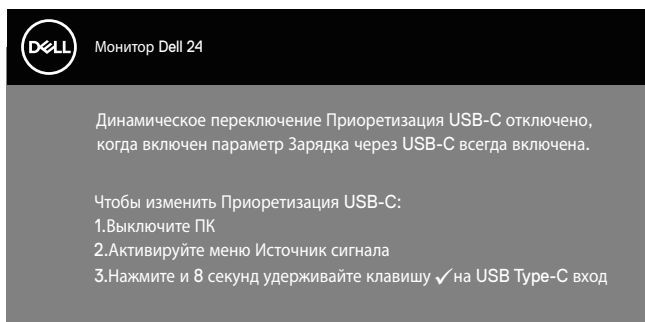 DELL
Монитор Dell 24
Динамическое переключение Приоретизация USB-C отключено,
когда включен параметр Зарядка через USB-C всегда включена.
Чтобы изменить Приоретизация USB-C:
1.Выключите ПК
2.Активируйте меню Источник сигнала
3.Нажмите и 8 секунд удерживайте клавишу ✓ на USB Type-C вход